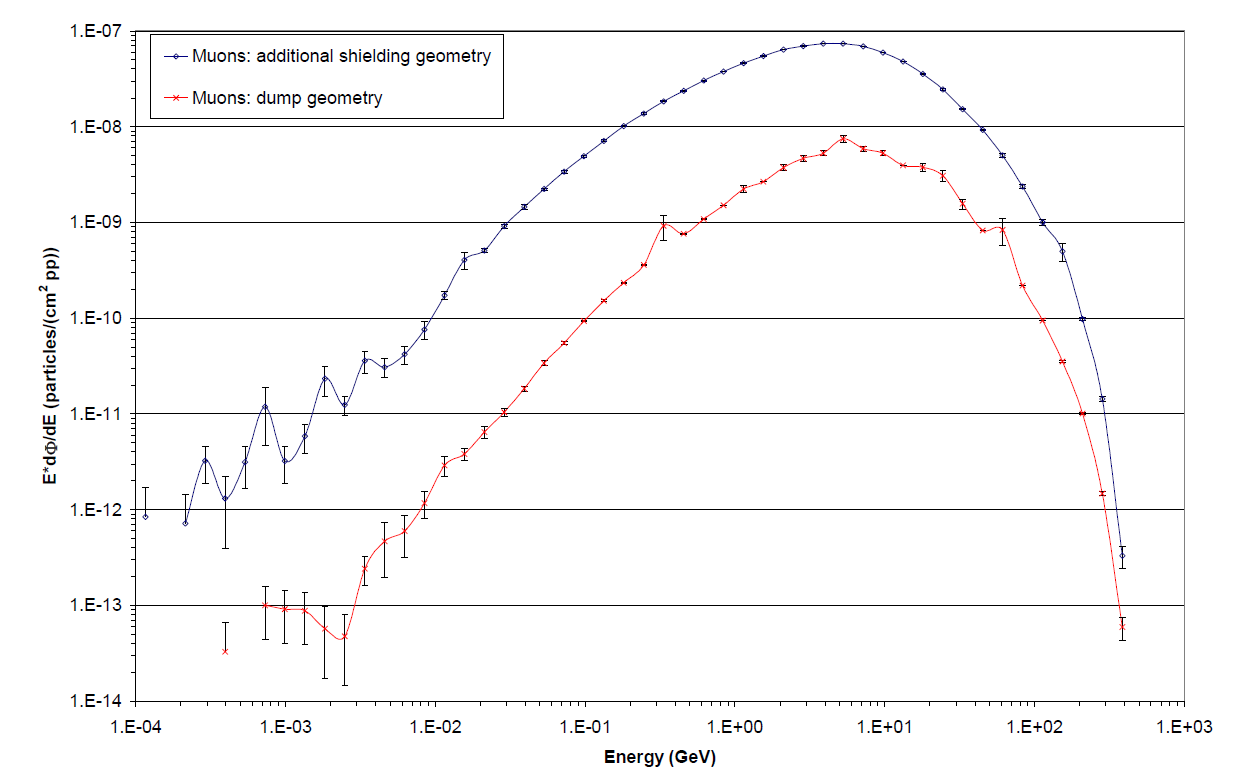 1.E-07
Muons: additional shielding geometry
Muons: dump geometry
1.E-08
1.E-09
1.E-10
1.E-11
1.E-12
1.E-13
1.E-14
E*dΦ/dE (particles/(cm² pp))
1.E-04 1.E-03 1.E-02 1.E-01 1.E+00 1.E+01 1.E+02 1.E+03
Energy (GeV)